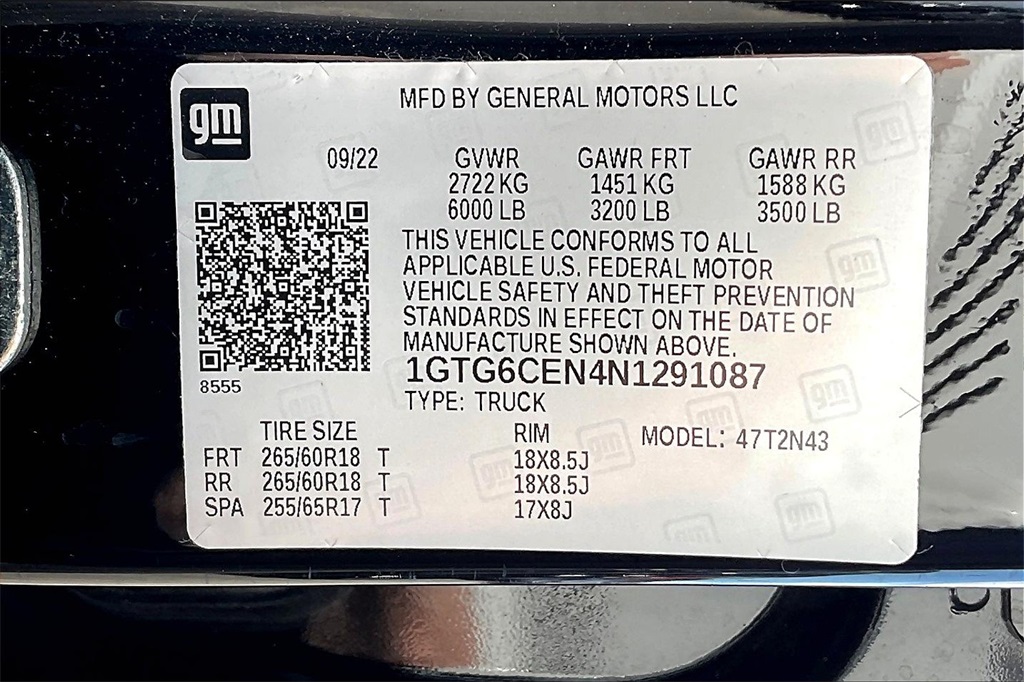 gm
MFD BY GENERAL MOTORS LLC
09/22 GVWR GAWR FRT GAWR RR
2722 KG 1451 KG 1588 KG
6000 LB 3200 LB 3500 LB
THIS VEHICLE CONFORMS TO ALL
APPLICABLE U.S. FEDERAL MOTOR
VEHICLE SAFETY AND THEFT PREVENTION
STANDARDS IN EFFECT ON THE DATE OF
MANUFACTURE SHOWN ABOVE.
8555
1GTG6CEN4N1291087
TYPE: TRUCK
TIRE SIZE RIM MODEL: 47T2N43
FRT 265/60R18 T 18X8.5J
RR 265/60R18 T 18X8.5J
SPA 255/65R17 T 17X8J